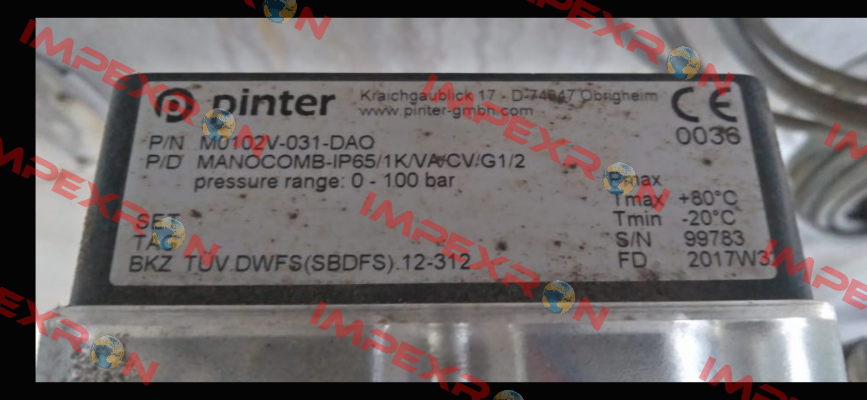 pinter Kraichgaublick 17 - D-74847 Obrigheim
www.pinter-gmbh.com
CE
0036
P/N M0102V-031-DAO
P/D MANOCOMB-IP65/1K/VA/CV/G1/2
pressure range: 0 - 100 bar
Pmax
Tmax +80°C
Tmin -20°C
SET
TAG
S/N 99783
BKZ TÜV.DWFS(SBDFS).12-312
FD 2017W3
IMPEXRON
IMPEXRON
IMPEXRON
IMPEXRON
IMPEXRON
IMPEXRON